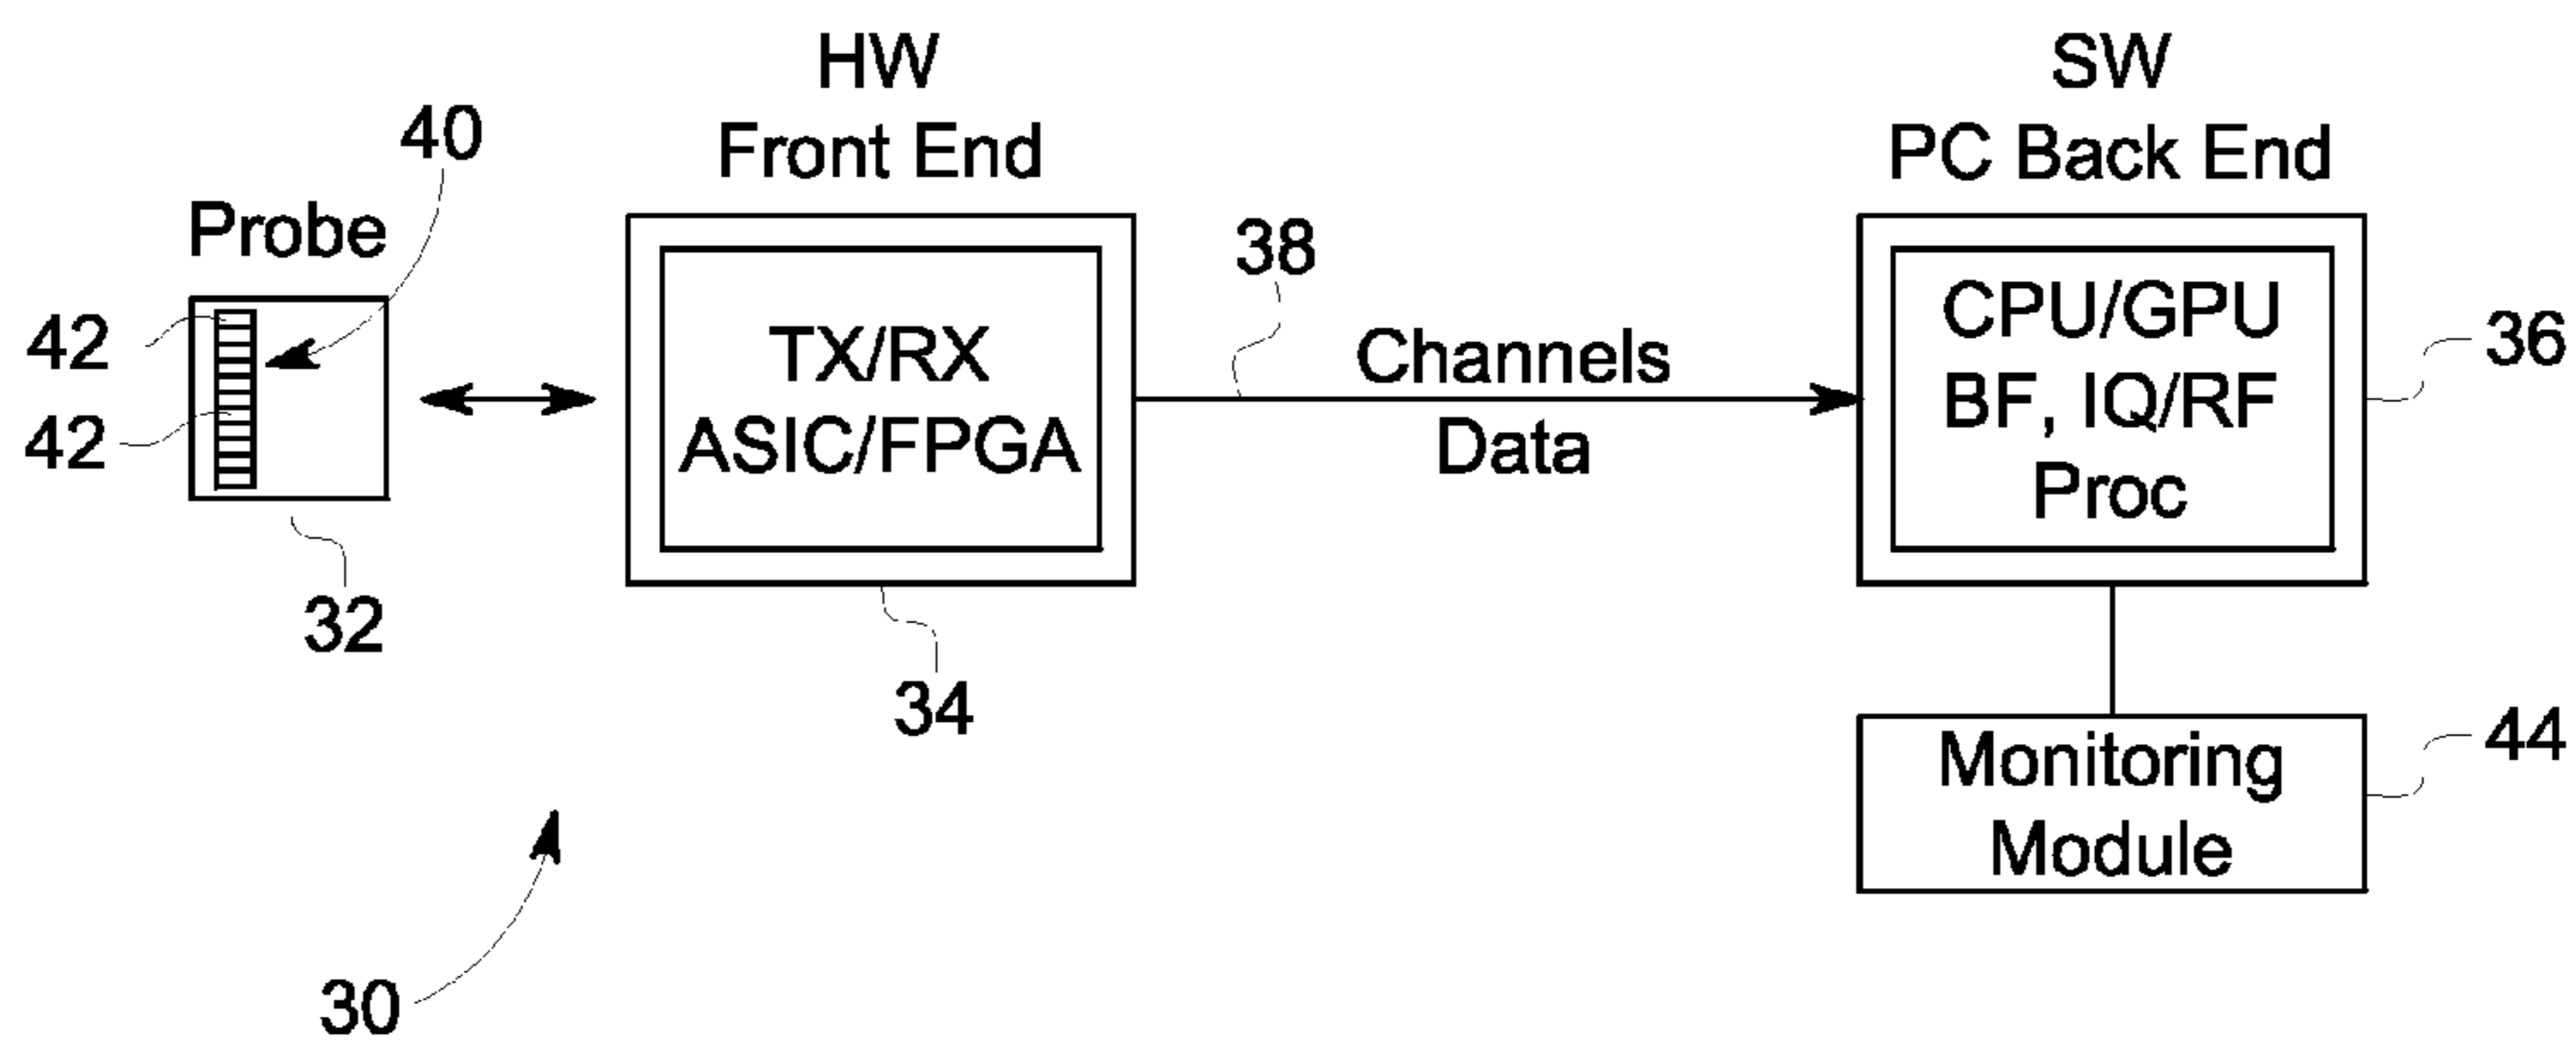 HW
Front End
SW
PC Back End
40
Probe
38
42
42
TX/RX
ASIC/FPGA
Channels
Data
CPU/GPU
BF, IQ/RF
Proc
36
32
34
Monitoring
Module
44
30